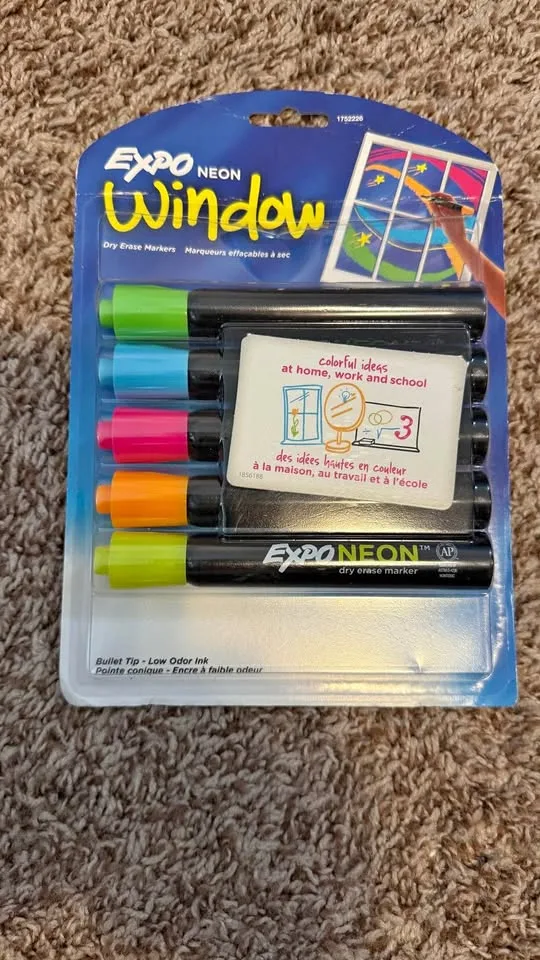 1752226
EXPO NEON
Window
Dry Erase Markers Marqueurs effaçables à sec
colorful ideas
at home, work and school
3
des idées hautes en couleur
à la maison, au travail et à l'école
1856188
EXPO NEON™
dry erase marker
AP
Bullet Tip - Low Odor Ink
Pointe conique - Encre à faible odeur